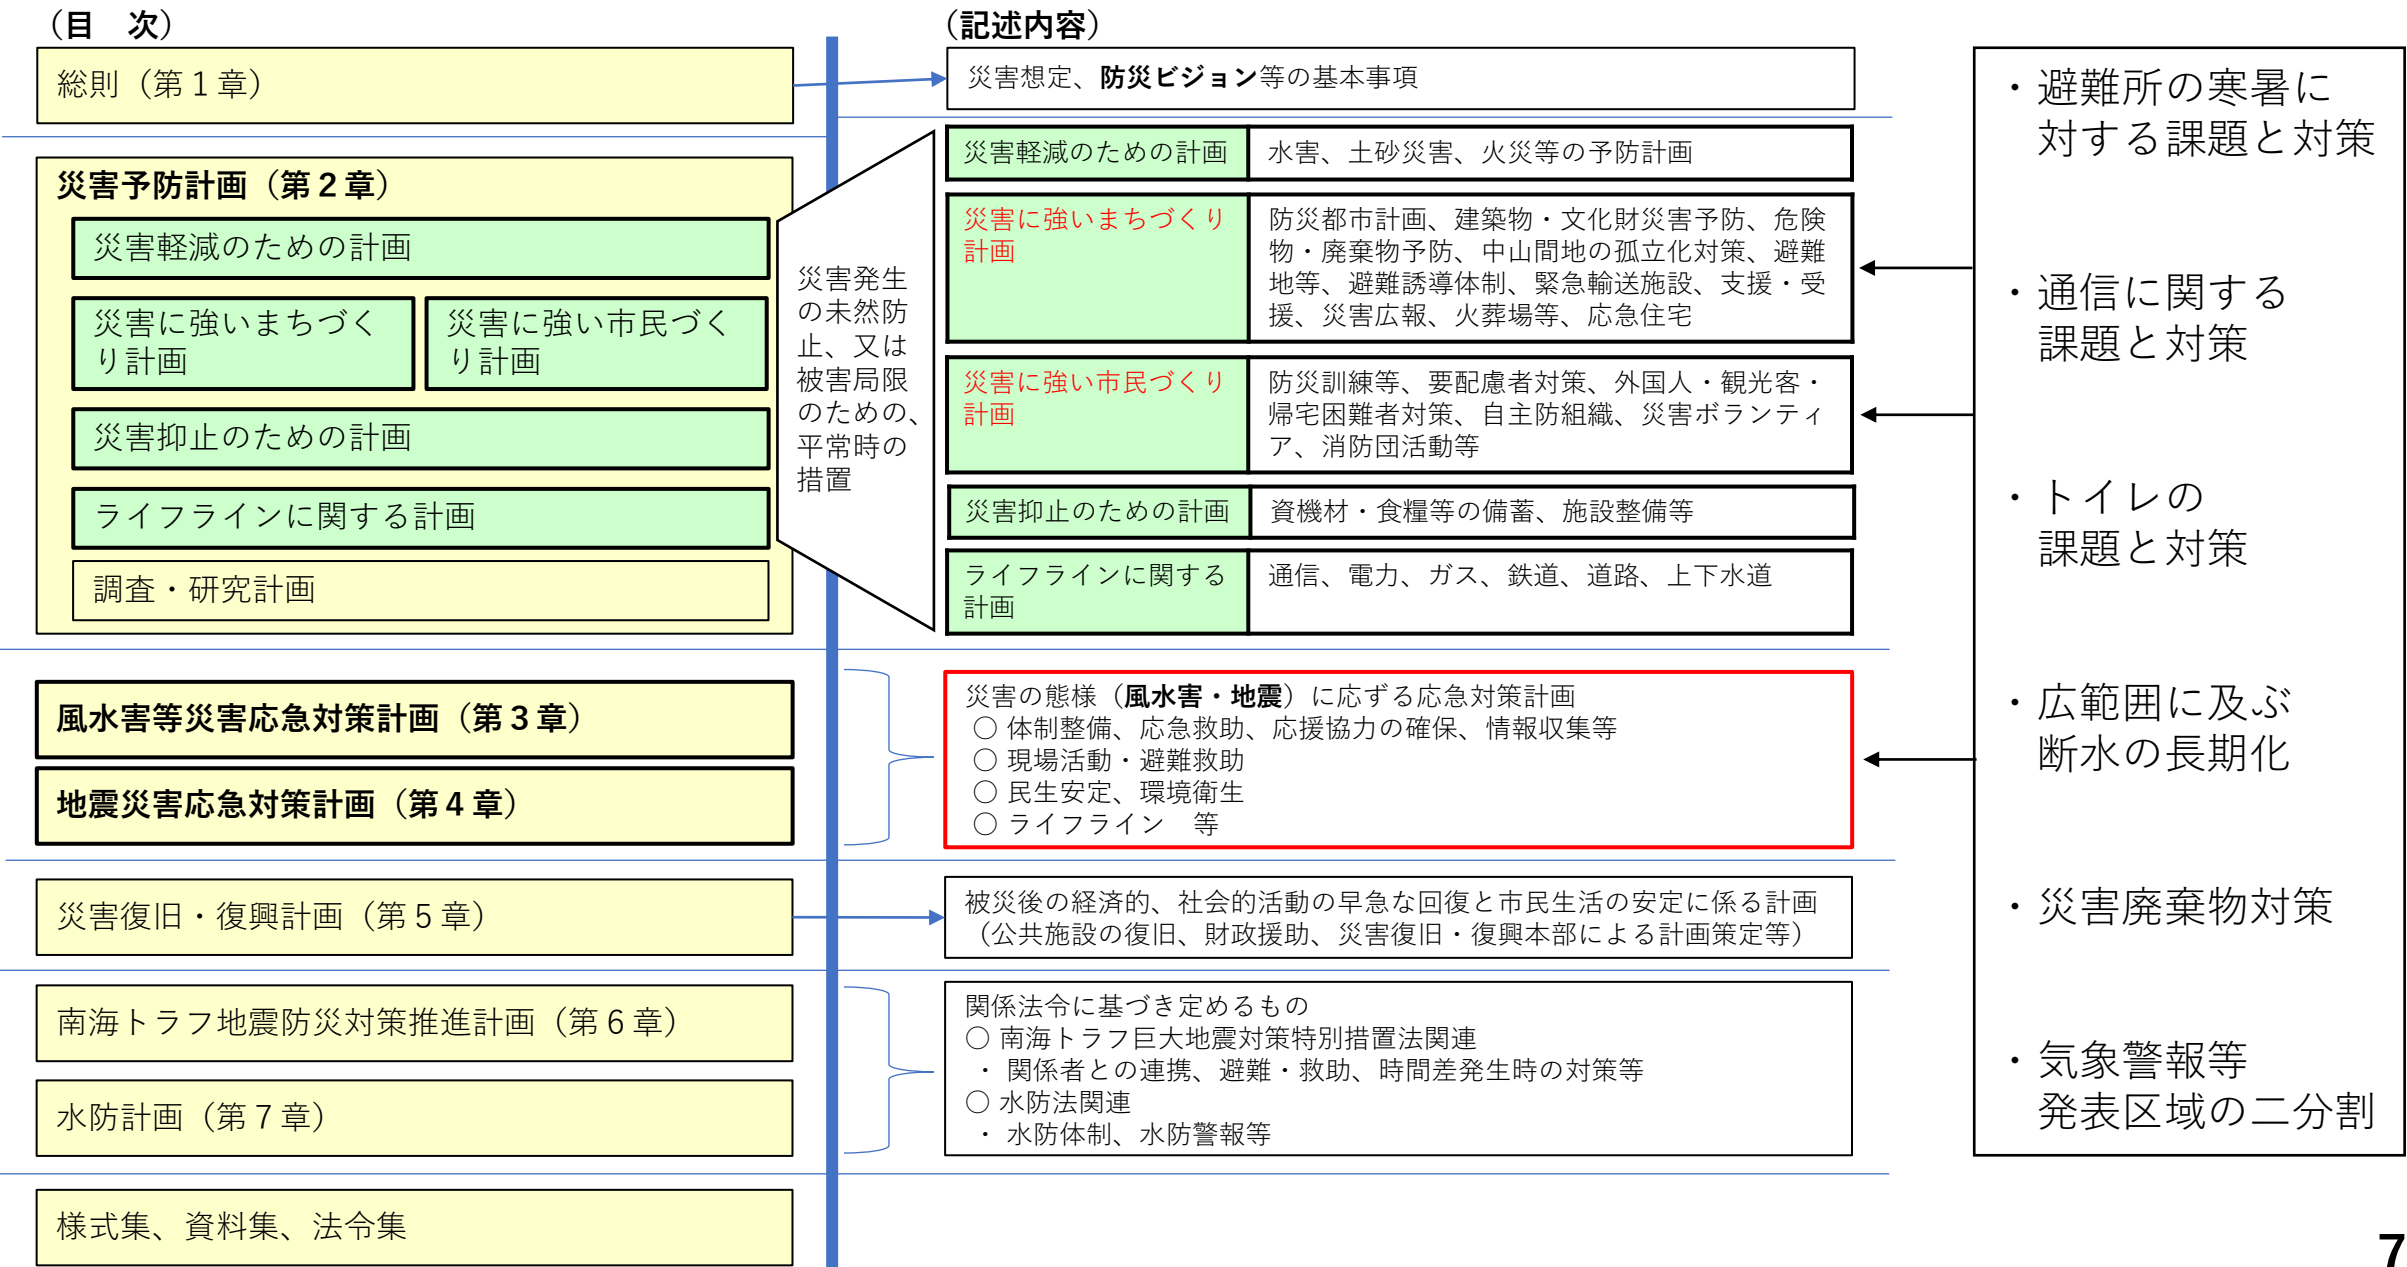 （目　次）
総則（第１章）
災害予防計画（第２章）
災害軽減のための計画
災害に強いまちづく
り計画
災害に強い市民づく
り計画
災害抑止のための計画
ライフラインに関する計画
調査・研究計画
風水害等災害応急対策計画（第３章）
地震災害応急対策計画（第４章）
災害復旧・復興計画（第５章）
南海トラフ地震防災対策推進計画（第６章）
水防計画（第７章）
様式集、資料集、法令集
災害発生
の未然防
止、又は
被害局限
のための、
平常時の
措置
（記述内容）
災害想定、防災ビジョン等の基本事項
災害軽減のための計画
水害、土砂災害、火災等の予防計画
災害に強いまちづくり
計画
防災都市計画、建築物・文化財災害予防、危険
物・廃棄物予防、中山間地の孤立化対策、避難
地等、避難誘導体制、緊急輸送施設、支援・受
援、災害広報、火葬場等、応急住宅
災害に強い市民づくり
計画
防災訓練等、要配慮者対策、外国人・観光客・
帰宅困難者対策、自主防組織、災害ボランティ
ア、消防団活動等
災害抑止のための計画
資機材・食糧等の備蓄、施設整備等
ライフラインに関する
計画
通信、電力、ガス、鉄道、道路、上下水道
災害の態様（風水害・地震）に応ずる応急対策計画
○ 体制整備、応急救助、応援協力の確保、情報収集等
○ 現場活動・避難救助
○ 民生安定、環境衛生
○ ライフライン　等
被災後の経済的、社会的活動の早急な回復と市民生活の安定に係る計画
（公共施設の復旧、財政援助、災害復旧・復興本部による計画策定等）
関係法令に基づき定めるもの
○ 南海トラフ巨大地震対策特別措置法関連
・ 関係者との連携、避難・救助、時間差発生時の対策等
○ 水防法関連
・ 水防体制、水防警報等
・避難所の寒暑に
対する課題と対策
・通信に関する
課題と対策
・トイレの
課題と対策
・広範囲に及ぶ
断水の長期化
・災害廃棄物対策
・気象警報等
発表区域の二分割
7